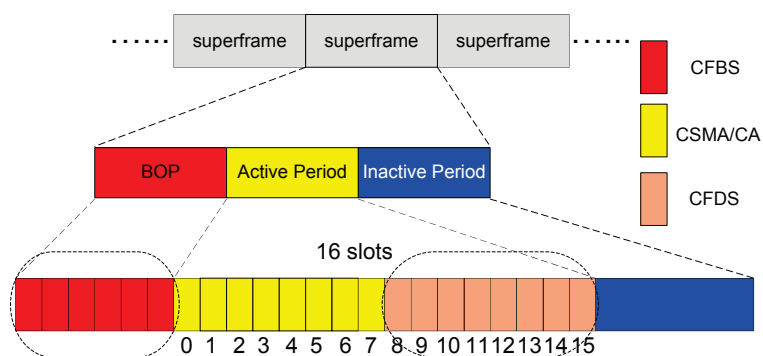 ...... superframe superframe superframe ......
CFBS
CSMA/CA
BOP Active Period Inactive Period
CFDS
16 slots
0 1 2 3 4 5 6 7 8 9 10 11 12 13 14 15